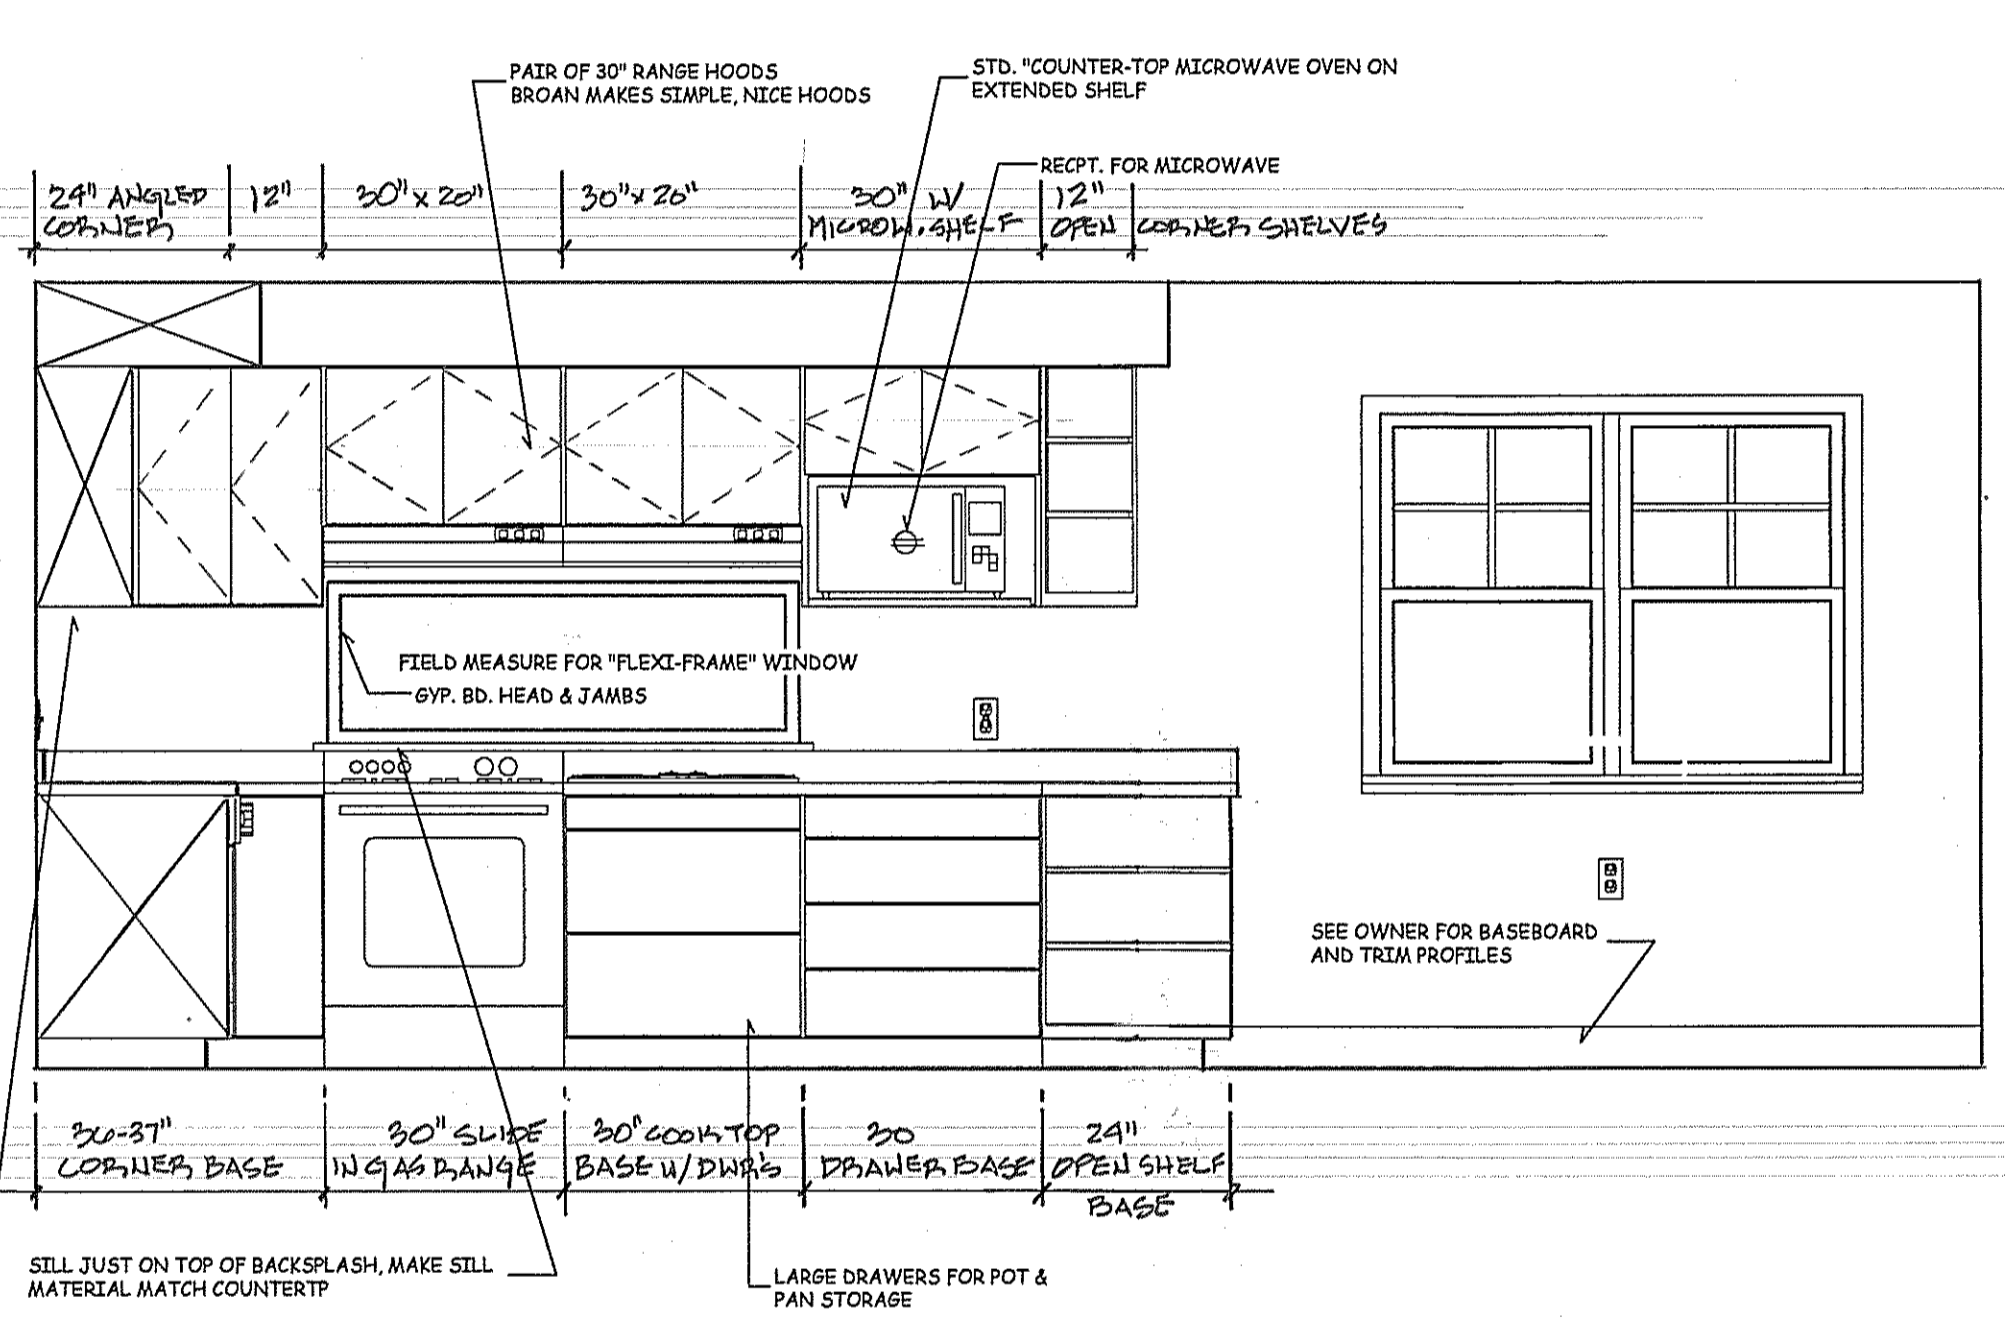 PAIR OF 30" RANGE HOODS
BROAN MAKES SIMPLE, NICE HOODS
STD. "COUNTER-TOP MICROWAVE OVEN ON
EXTENDED SHELF
RECPT. FOR MICROWAVE
24" ANGLED
CORNER
12"
30" x 20"
30" x 20"
30" W/
MICROW. SHELF
12"
OPEN
CORNER SHELVES
FIELD MEASURE FOR "FLEXI-FRAME" WINDOW
GYP. BD. HEAD & JAMBS
SEE OWNER FOR BASEBOARD
AND TRIM PROFILES
36-37"
CORNER BASE
30" SLIDE
IN GAS RANGE
30" COOK TOP
BASE W/ DWR'S
30
DRAWER BASE
24"
OPEN SHELF
BASE
SILL JUST ON TOP OF BACKSPLASH, MAKE SILL
MATERIAL MATCH COUNTERTP
LARGE DRAWERS FOR POT &
PAN STORAGE